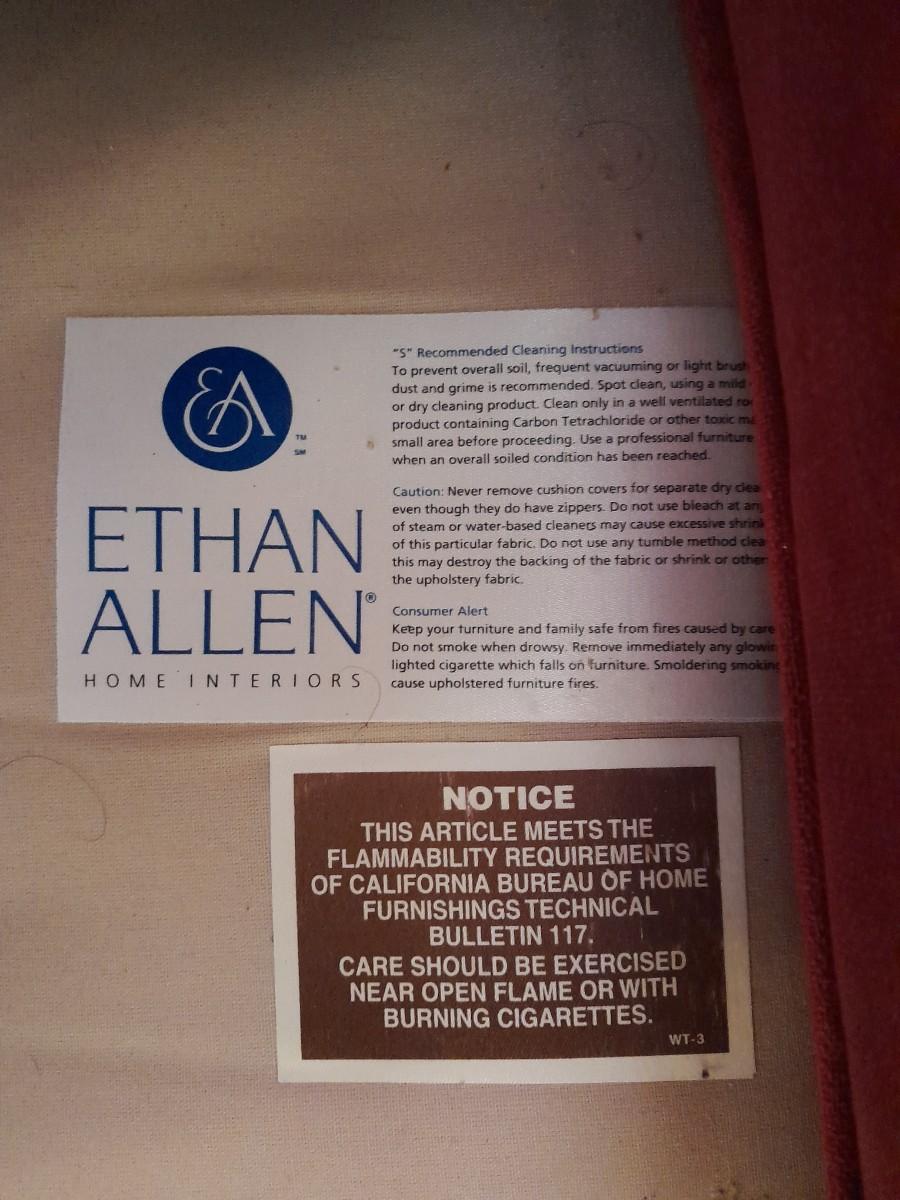 EA
TM
SM
ETHAN
ALLEN®
HOME INTERIORS
"S" Recommended Cleaning Instructions
To prevent overall soil, frequent vacuuming or light brush
dust and grime is recommended. Spot clean, using a mild
or dry cleaning product. Clean only in a well ventilated
product containing Carbon Tetrachloride or other toxic
small area before proceeding. Use a professional furniture
when an overall soiled condition has been reached.
Caution: Never remove cushion covers for separate dry clea
even though they do have zippers. Do not use bleach at
of steam or water-based cleaners may cause excessive shrink
of this particular fabric. Do not use any tumble method clea
this may destroy the backing of the fabric or shrink or other
the upholstery fabric.
Consumer Alert
Keep your furniture and family safe from fires caused by care
Do not smoke when drowsy. Remove immediately any glowin
lighted cigarette which falls on furniture. Smoldering smoking
cause upholstered furniture fires.
NOTICE
THIS ARTICLE MEETS THE
FLAMMABILITY REQUIREMENTS
OF CALIFORNIA BUREAU OF HOME
FURNISHINGS TECHNICAL
BULLETIN 117.
CARE SHOULD BE EXERCISED
NEAR OPEN FLAME OR WITH
BURNING CIGARETTES.
WT-3